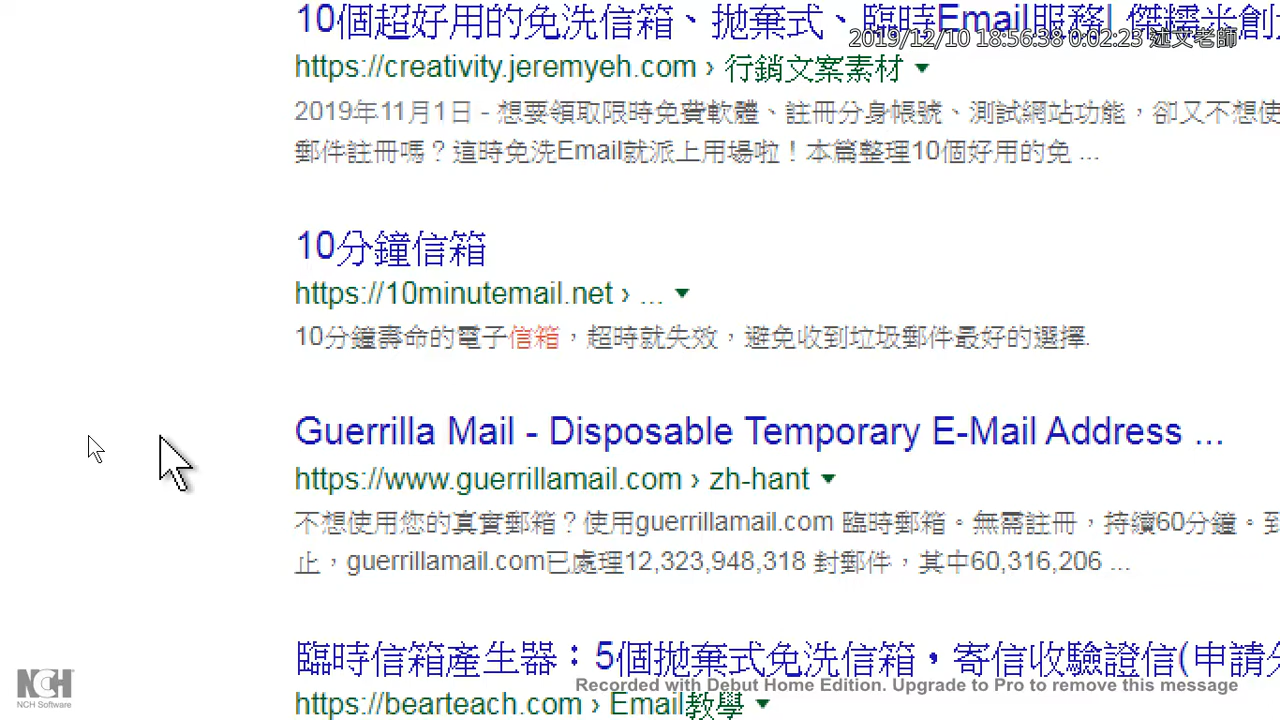 10個超好用的免洗信箱、拋棄式、臨時Email服務| 傑糯米創
2019/12/10 18:56:38 0:02:23 述文老師
https://creativity.jeremyeh.com › 行銷文案素材
2019年11月1日 - 想要領取限時免費軟體、註冊分身帳號、測試網站功能，卻又不想使
郵件註冊嗎？這時免洗Email就派上用場啦！本篇整理10個好用的免 ...
10分鐘信箱
https://10minutemail.net › ...
10分鐘壽命的電子信箱，超時就失效，避免收到垃圾郵件最好的選擇.
Guerrilla Mail - Disposable Temporary E-Mail Address ...
https://www.guerrillamail.com › zh-hant
不想使用您的真實郵箱？使用guerrillamail.com 臨時郵箱。無需註冊，持續60分鐘。到
止，guerrillamail.com已處理12,323,948,318 封郵件，其中60,316,206 ...
臨時信箱產生器：5個拋棄式免洗信箱，寄信收驗證信(申請分
Recorded with Debut Home Edition. Upgrade to Pro to remove this message
https://bearteach.com › Email教學
NCH
NCH Software